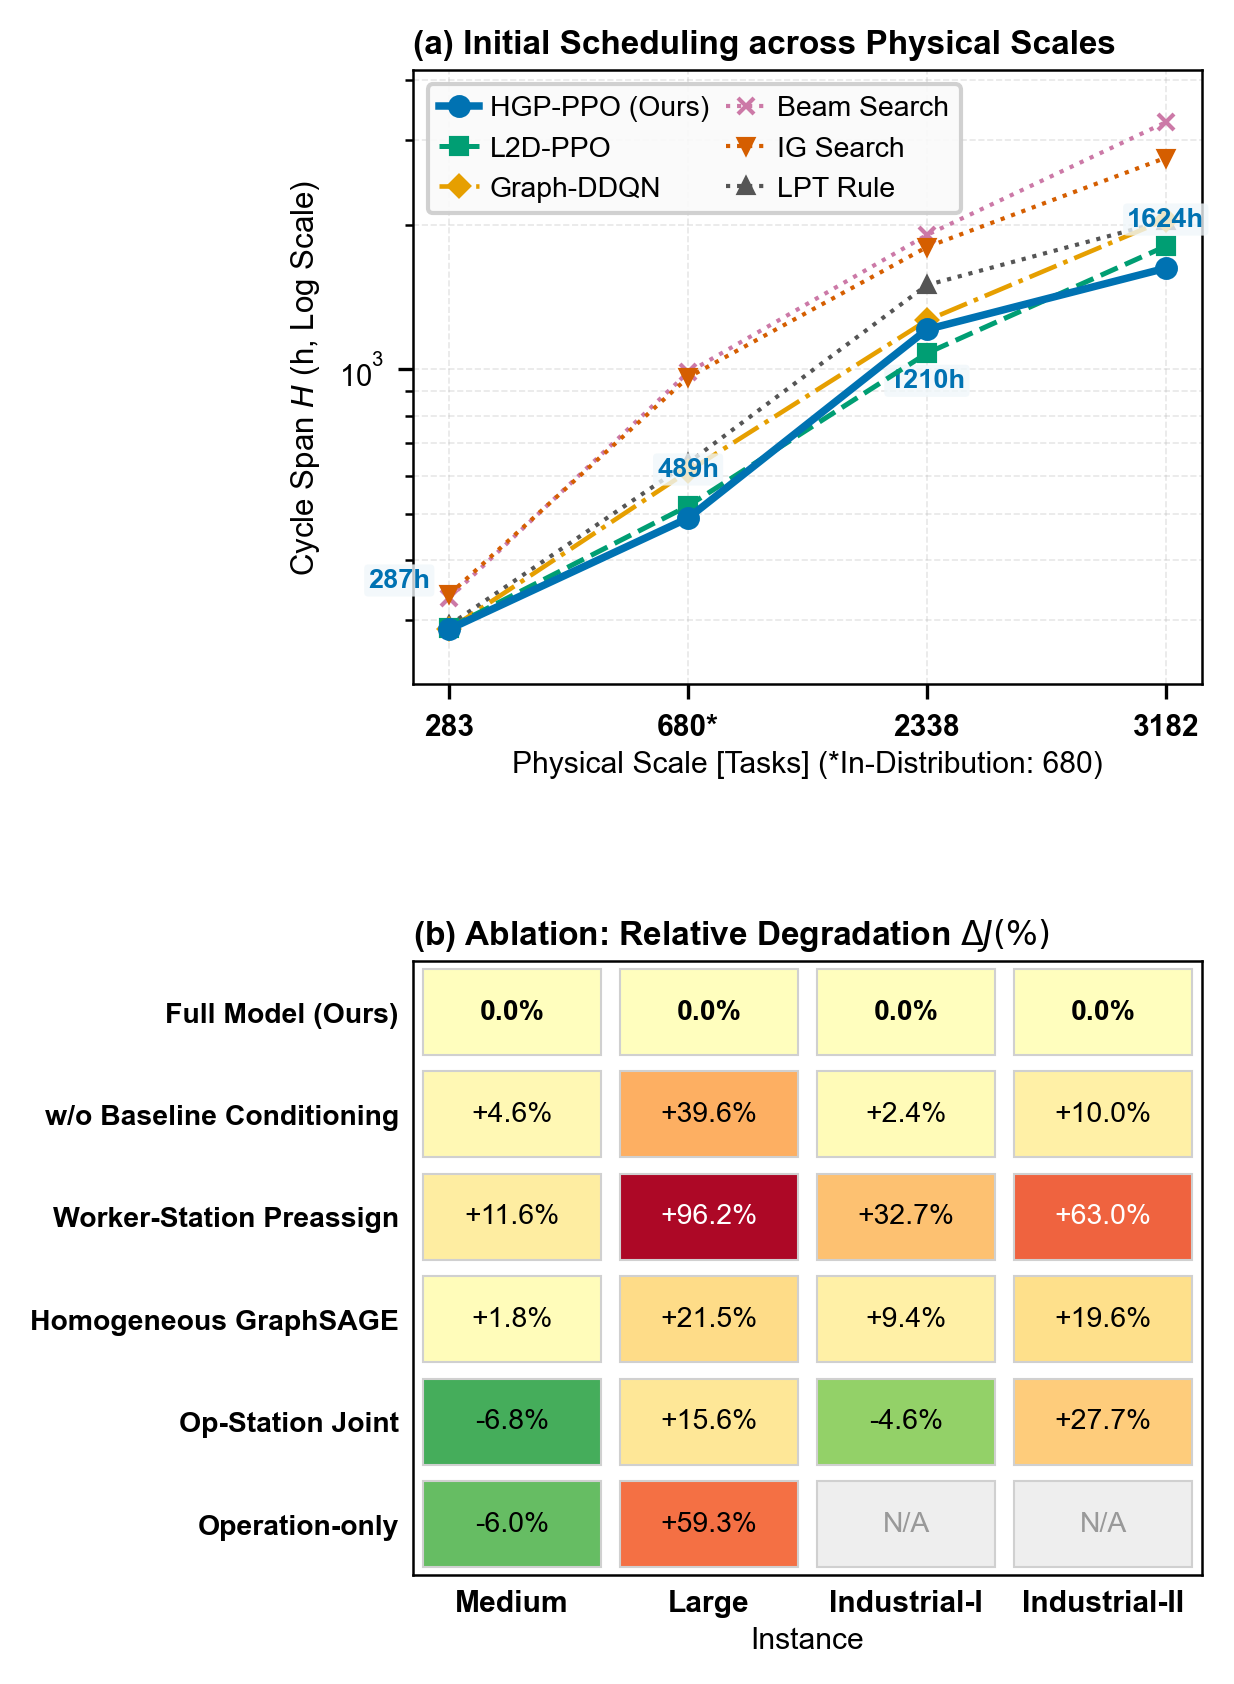 (a) Initial Scheduling across Physical Scales
HGP-PPO (Ours)
L2D-PPO
Graph-DDQN
Beam Search
IG Search
LPT Rule
Cycle Span H (h, Log Scale)
10³
287h
489h
1210h
1624h
283
680*
2338
3182
Physical Scale [Tasks] (*In-Distribution: 680)
(b) Ablation: Relative Degradation ΔJ(%)
Full Model (Ours) 0.0% 0.0% 0.0% 0.0%
w/o Baseline Conditioning +4.6% +39.6% +2.4% +10.0%
Worker-Station Preassign +11.6% +96.2% +32.7% +63.0%
Homogeneous GraphSAGE +1.8% +21.5% +9.4% +19.6%
Op-Station Joint -6.8% +15.6% -4.6% +27.7%
Operation-only -6.0% +59.3% N/A N/A
Medium Large Industrial-I Industrial-II
Instance